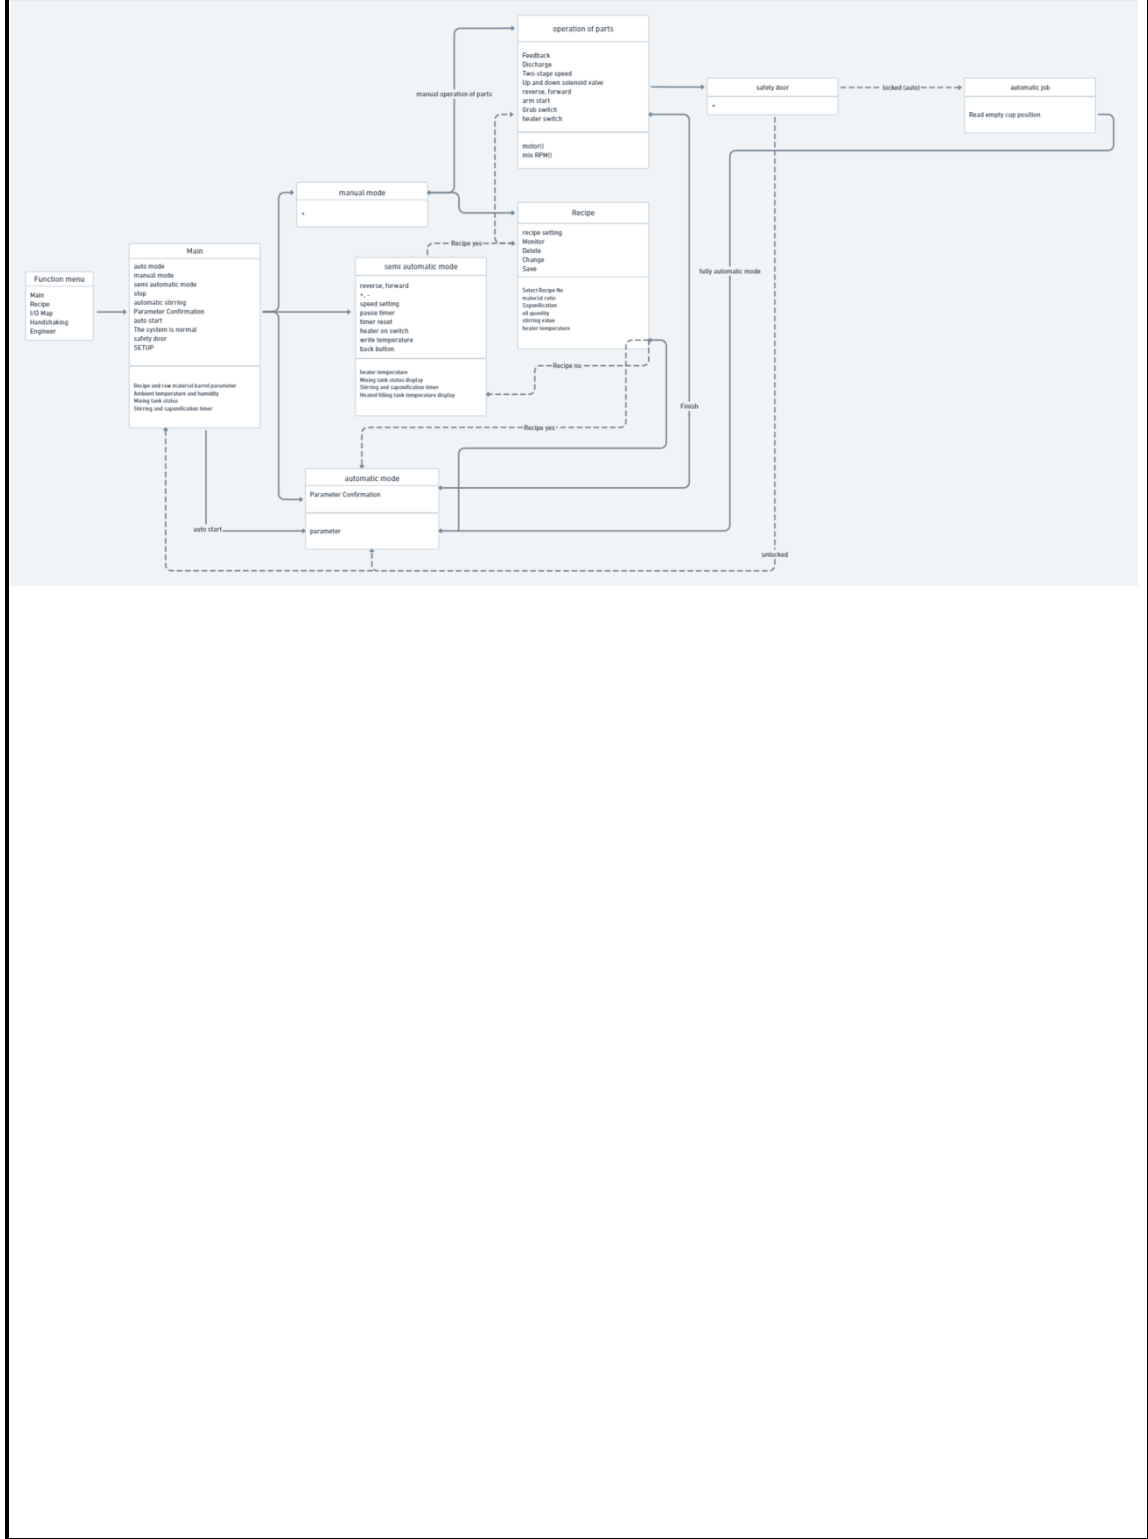 operation of parts
Feedback
Discharge
Two-stage speed
Up and down solenoid valve
reverse, forward
arm start
Grab switch
heater switch
motor()
mix RPM()
manual operation of parts
safety door
+
locked (auto)
automatic job
Read empty cup position
manual mode
+
Recipe
recipe setting
Monitor
Delete
Change
Save
Select Recipe No
material ratio
Saponification
oil quantity
stirring value
heater temperature
Recipe yes
Function menu
Main
Recipe
I/O Map
Handshaking
Engineer
Main
auto mode
manual mode
semi automatic mode
stop
automatic stirring
Parameter Confirmation
auto start
The system is normal
safety door
SETUP
Recipe and raw material barrel parameter
Ambient temperature and humidity
Mixing tank status
Stirring and saponification timer
semi automatic mode
reverse, forward
+, -
speed setting
pause timer
timer reset
heater on switch
write temperature
back button
heater temperature
Mixing tank status display
Stirring and saponification timer
Heated filling tank temperature display
fully automatic mode
Recipe no
Finish
Recipe yes
automatic mode
Parameter Confirmation
parameter
auto start
unlocked